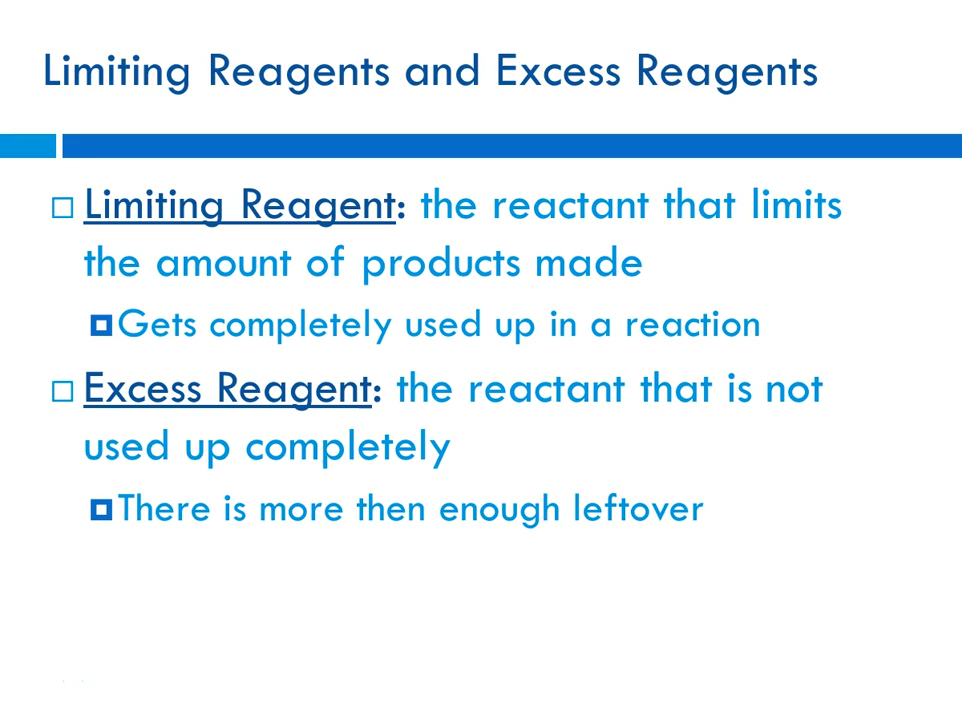 Limiting Reagents and Excess Reagents
Limiting Reagent: the reactant that limits
the amount of products made
Gets completely used up in a reaction
Excess Reagent: the reactant that is not
used up completely
There is more then enough leftover